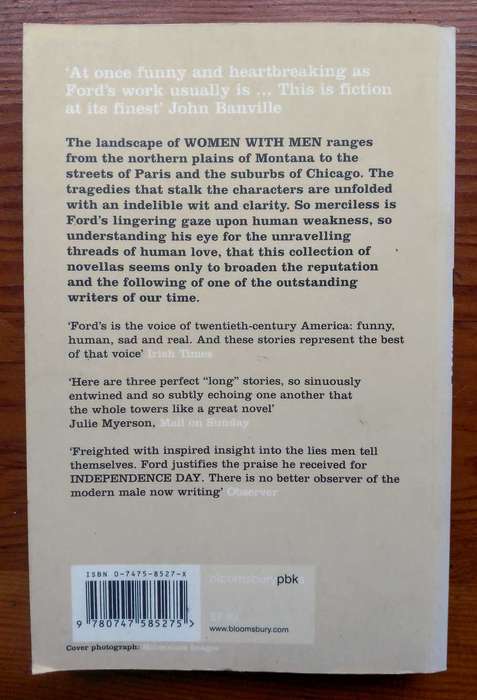 ‘At once funny and heartbreaking as
Ford’s work usually is ... This is fiction
at its finest’ John Banville
The landscape of WOMEN WITH MEN ranges
from the northern plains of Montana to the
streets of Paris and the suburbs of Chicago. The
tragedies that stalk the characters are unfolded
with an indelible wit and clarity. So merciless is
Ford’s lingering gaze upon human weakness, so
understanding his eye for the unravelling
threads of human love, that this collection of
novellas seems only to broaden the reputation
and the following of one of the outstanding
writers of our time.
‘Ford’s is the voice of twentieth-century America: funny,
human, sad and real. And these stories represent the best
of that voice’ Irish Times
‘Here are three perfect “long” stories, so sinuously
entwined and so subtly echoing one another that
the whole towers like a great novel’
Julie Myerson, Mail on Sunday
‘Freighted with inspired insight into the lies men tell
themselves. Ford justifies the praise he received for
INDEPENDENCE DAY. There is no better observer of the
modern male now writing’ Observer
ISBN 0-7475-8527-X
9 780747 585275 >
bloomsburypbks
www.bloomsbury.com
Cover photograph: